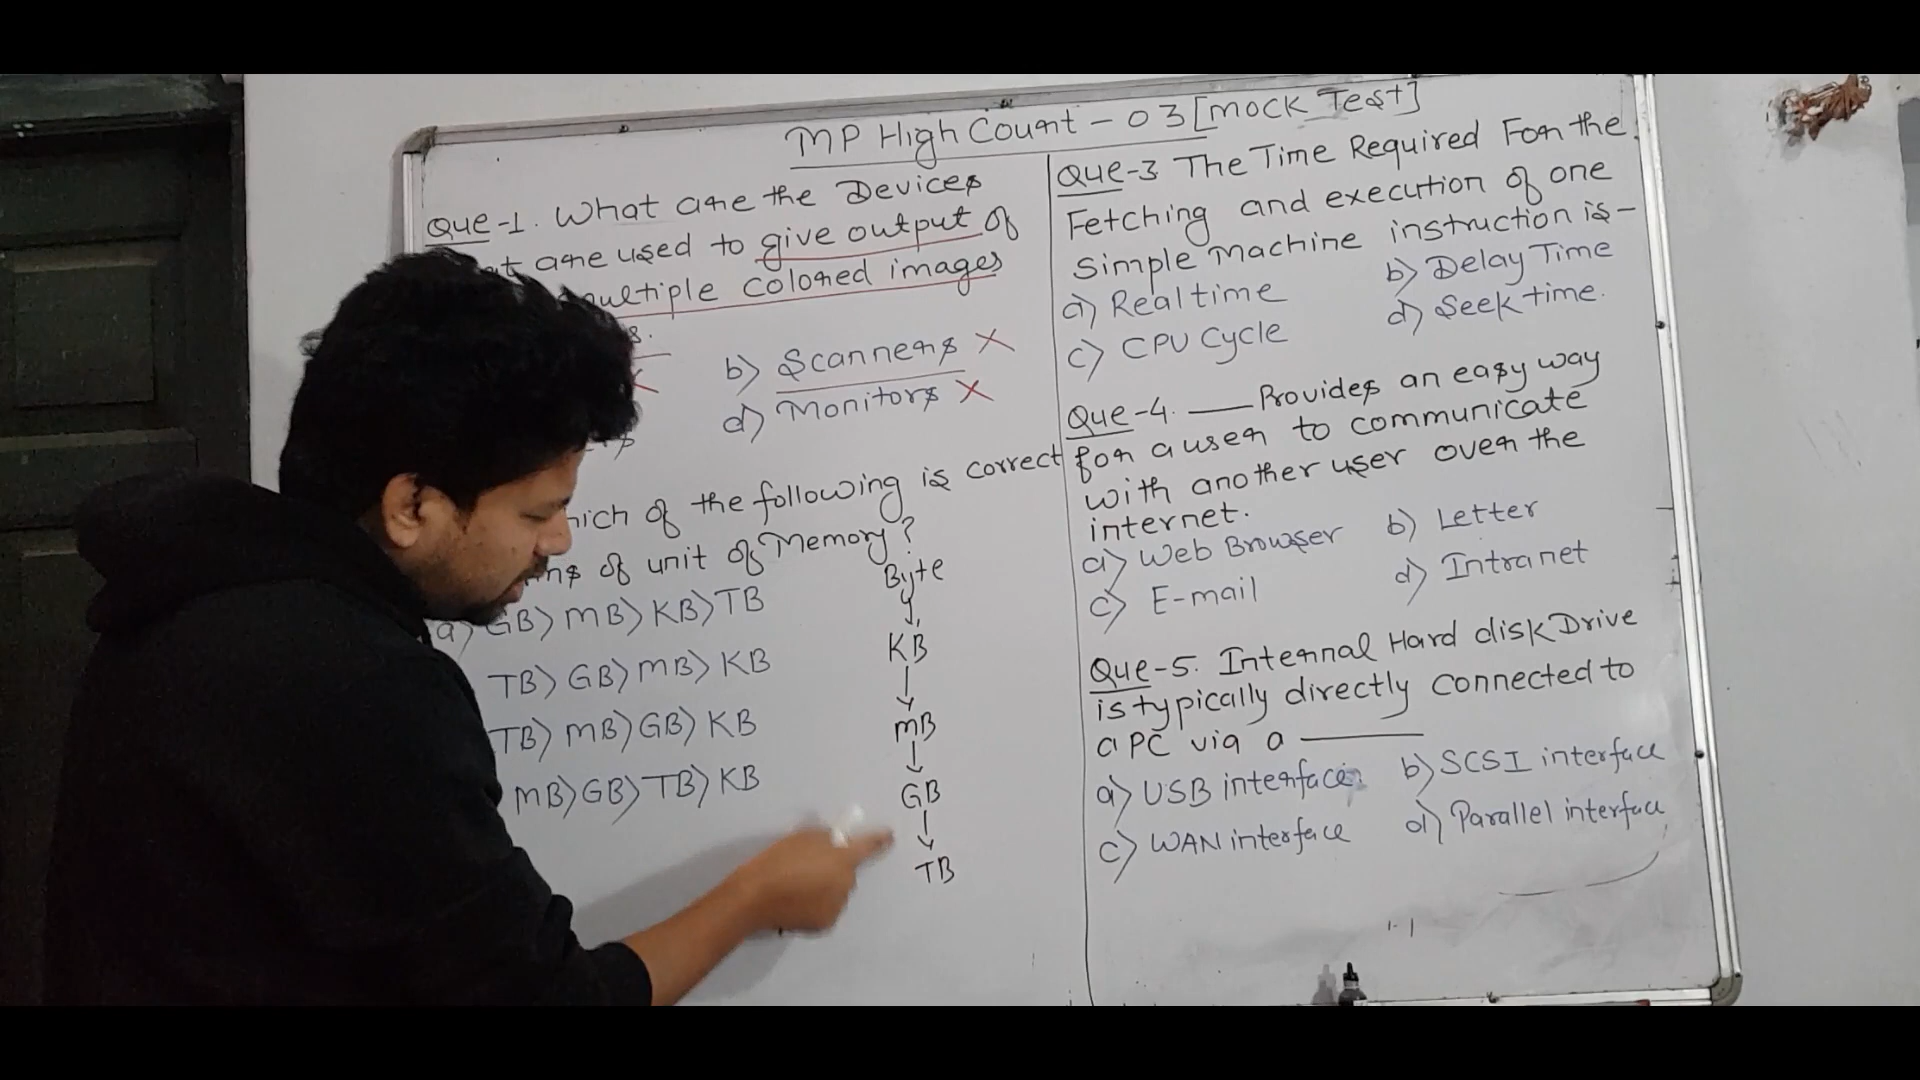 MP High Count - 03 [Mock Test]
Que-1. What are the Devices
are used to give output of
multiple colored images
b) Scanners X
d) Monitors X
which of the following is correct
of unit of Memory?
a) GB > MB > KB > TB
TB > GB > MB > KB
TB > MB > GB > KB
MB > GB > TB > KB
Byte
KB
MB
GB
TB
Que-3 The Time Required For the
Fetching and execution of one
Simple Machine instruction is -
a) Real time
b) Delay Time
c) CPU Cycle
d) Seek time.
Que-4. ___ Provides an easy way
for a user to communicate
with another user over the
internet.
a) Web Browser
b) Letter
c) E-mail
d) Intranet
Que-5. Internal Hard disk Drive
is typically directly connected to
a PC via a ___
a) USB interface
b) SCSI interface
c) WAN interface
d) Parallel interface